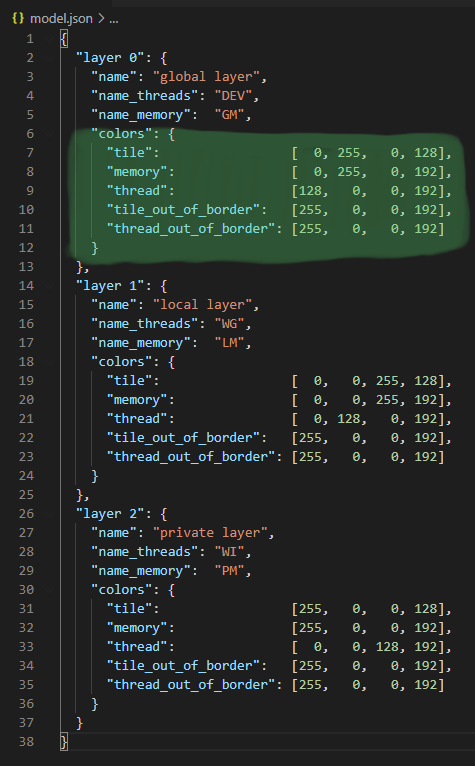 {} model.json > ...
1 {
2   "layer 0": {
3     "name": "global layer",
4     "name_threads": "DEV",
5     "name_memory":  "GM",
6     "colors": {
7       "tile":                 [  0, 255,   0, 128],
8       "memory":               [  0, 255,   0, 192],
9       "thread":               [128,   0,   0, 192],
10       "tile_out_of_border":   [255,   0,   0, 192],
11       "thread_out_of_border": [255,   0,   0, 192]
12     }
13   },
14   "layer 1": {
15     "name": "local layer",
16     "name_threads": "WG",
17     "name_memory":  "LM",
18     "colors": {
19       "tile":                 [  0,   0, 255, 128],
20       "memory":               [  0,   0, 255, 192],
21       "thread":               [  0, 128,   0, 192],
22       "tile_out_of_border":   [255,   0,   0, 192],
23       "thread_out_of_border": [255,   0,   0, 192]
24     }
25   },
26   "layer 2": {
27     "name": "private layer",
28     "name_threads": "WI",
29     "name_memory":  "PM",
30     "colors": {
31       "tile":                 [255,   0,   0, 128],
32       "memory":               [255,   0,   0, 192],
33       "thread":               [  0,   0, 128, 192],
34       "tile_out_of_border":   [255,   0,   0, 192],
35       "thread_out_of_border": [255,   0,   0, 192]
36     }
37   }
38 }